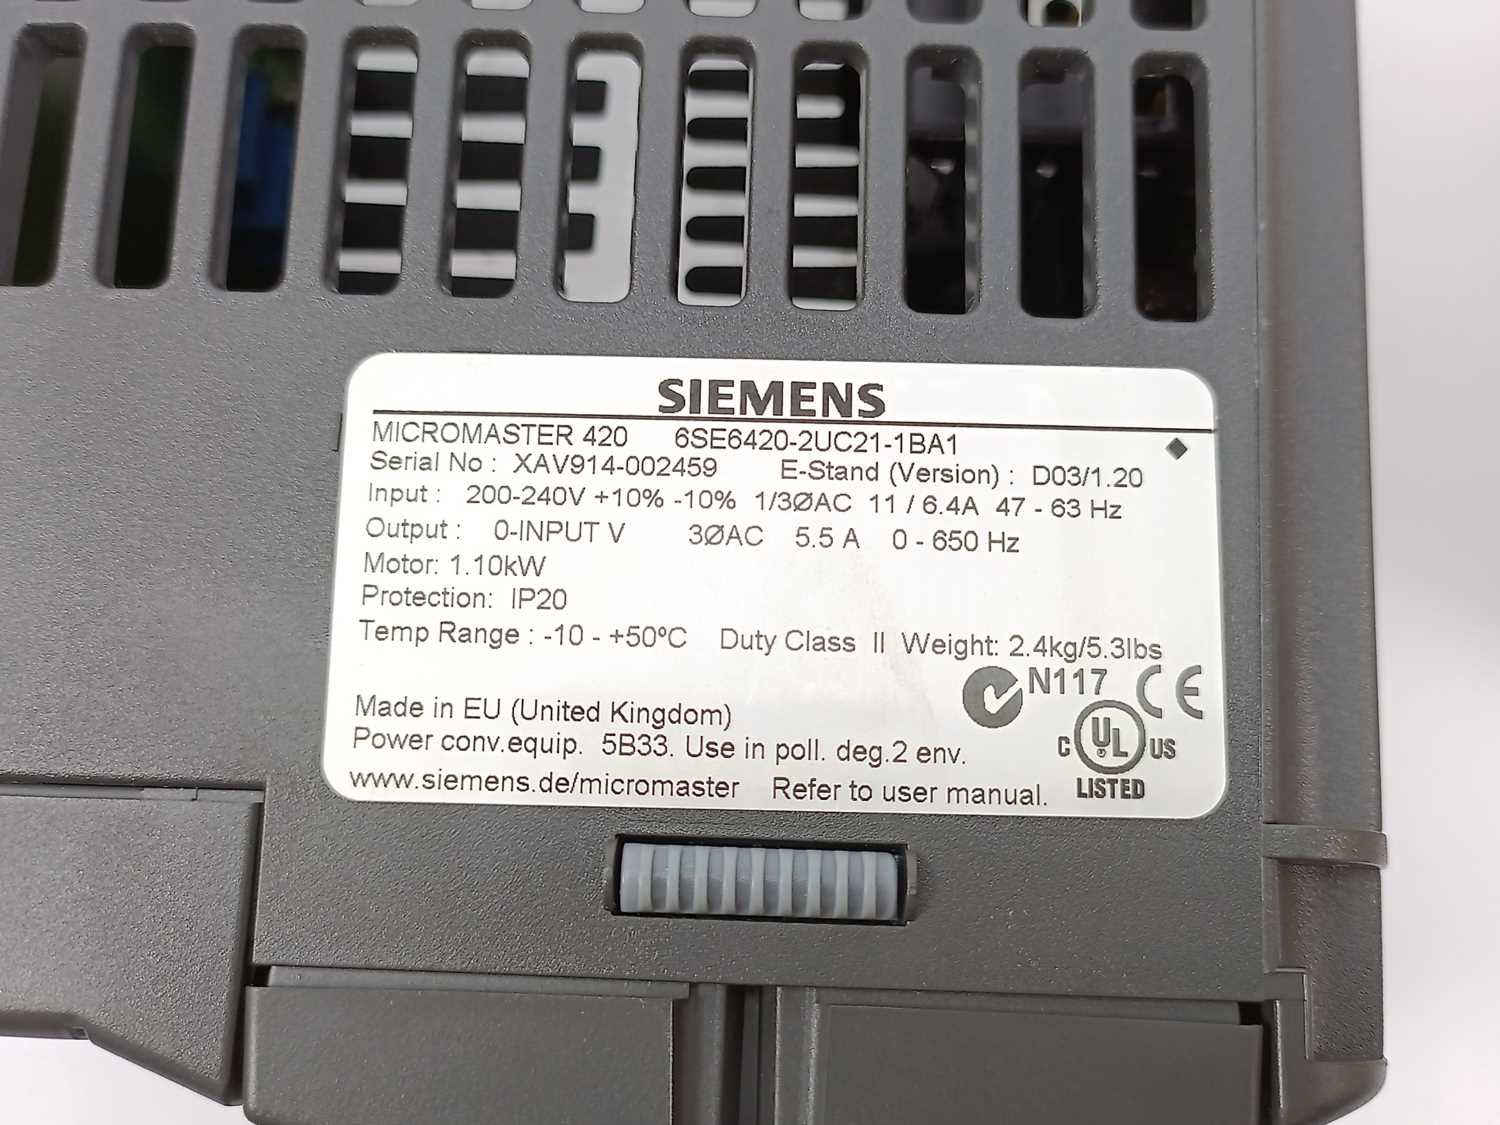 SIEMENS
MICROMASTER 420 6SE6420-2UC21-1BA1
Serial No : XAV914-002459 E-Stand (Version) : D03/1.20
Input : 200-240V +10% -10% 1/3ØAC 11 / 6.4A 47 - 63 Hz
Output : 0-INPUT V 3ØAC 5.5 A 0 - 650 Hz
Motor: 1.10kW
Protection: IP20
Temp Range : -10 - +50ºC Duty Class II Weight: 2.4kg/5.3lbs
N117 CE
Made in EU (United Kingdom)
Power conv.equip. 5B33. Use in poll. deg.2 env.
C UL ® US
www.siemens.de/micromaster Refer to user manual.
LISTED